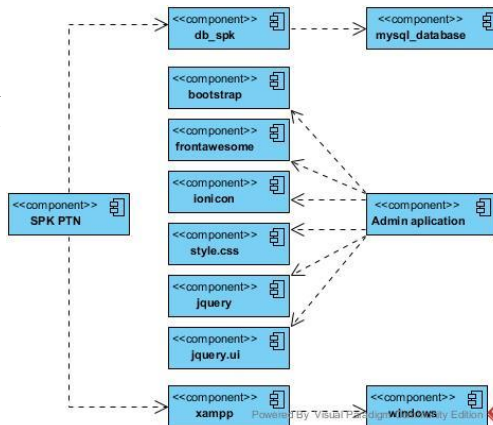 <<component>>
db_spk
<<component>>
mysql_database
<<component>>
bootstrap
<<component>>
frontawesome
<<component>>
ionicon
<<component>>
SPK PTN
<<component>>
Admin aplication
<<component>>
style.css
<<component>>
jquery
<<component>>
jquery.ui
<<component>>
xampp
<<component>>
windows
Powered By Visual Paradigm Community Edition